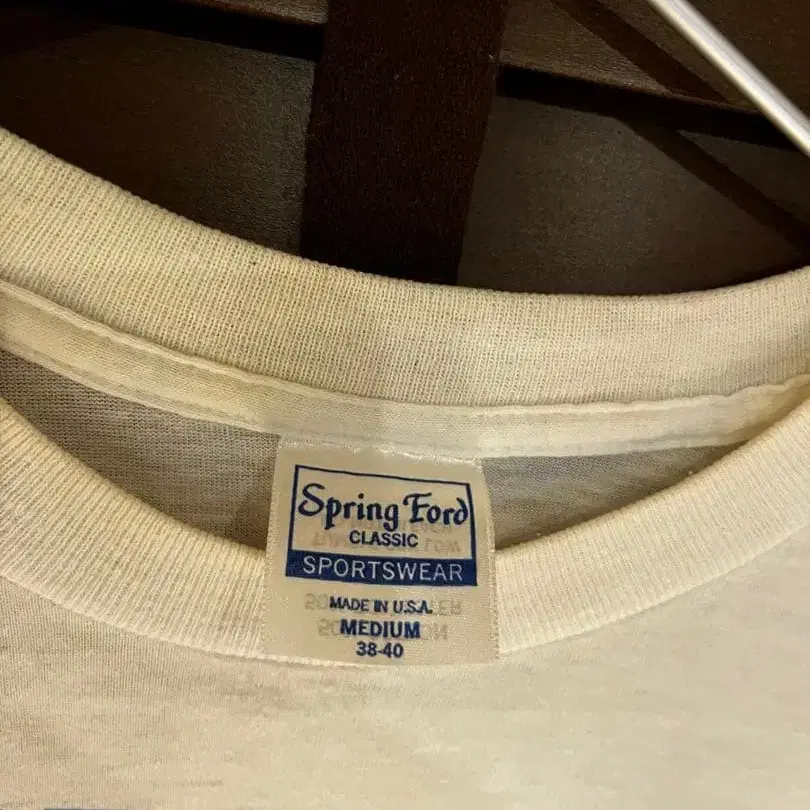 Spring Ford
CLASSIC
SPORTSWEAR
MADE IN U.S.A.
MEDIUM
38-40